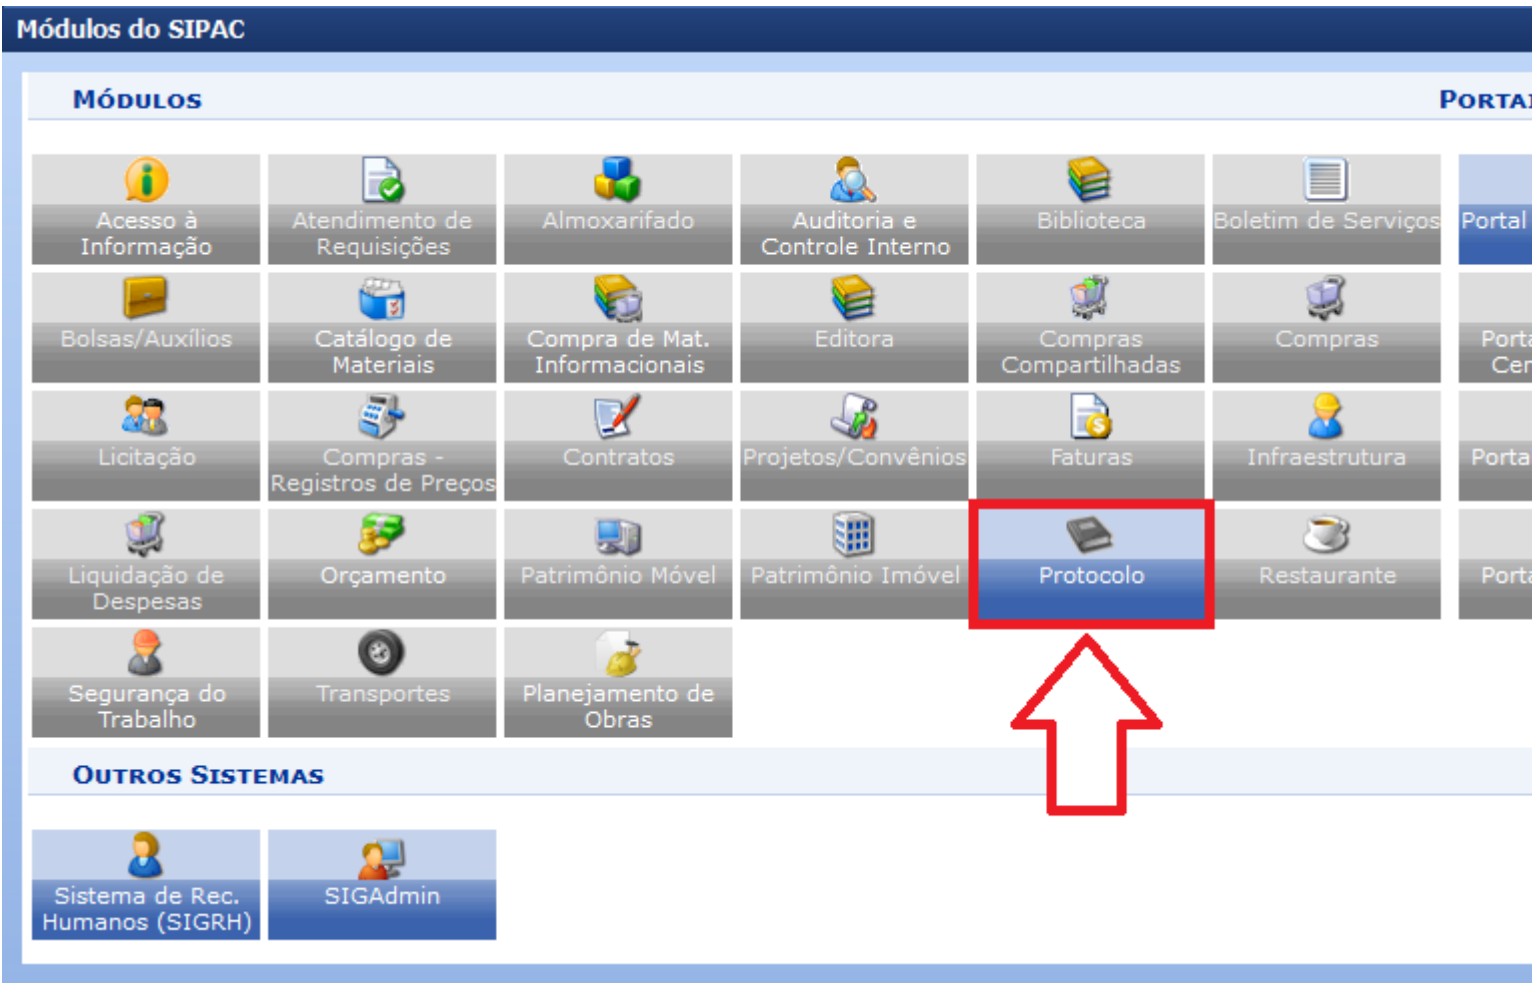 Módulos do SIPAC
MÓDULOS
Acesso à
Informação
Atendimento de
Requisições
Almoxarifado
Auditoria e
Controle Interno
Biblioteca
Boletim de Serviços
Portal
Bolsas/Auxílios
Catálogo de
Materiais
Compra de Mat.
Informacionais
Editora
Compras
Compartilhadas
Compras
Licitação
Compras -
Registros de Preços
Contratos
Projetos/Convênios
Faturas
Infraestrutura
Liquidação de
Despesas
Orçamento
Patrimônio Móvel
Patrimônio Imóvel
Protocolo
Restaurante
Segurança do
Trabalho
Transportes
Planejamento de
Obras
OUTROS SISTEMAS
Sistema de Rec.
Humanos (SIGRH)
SIGAdmin